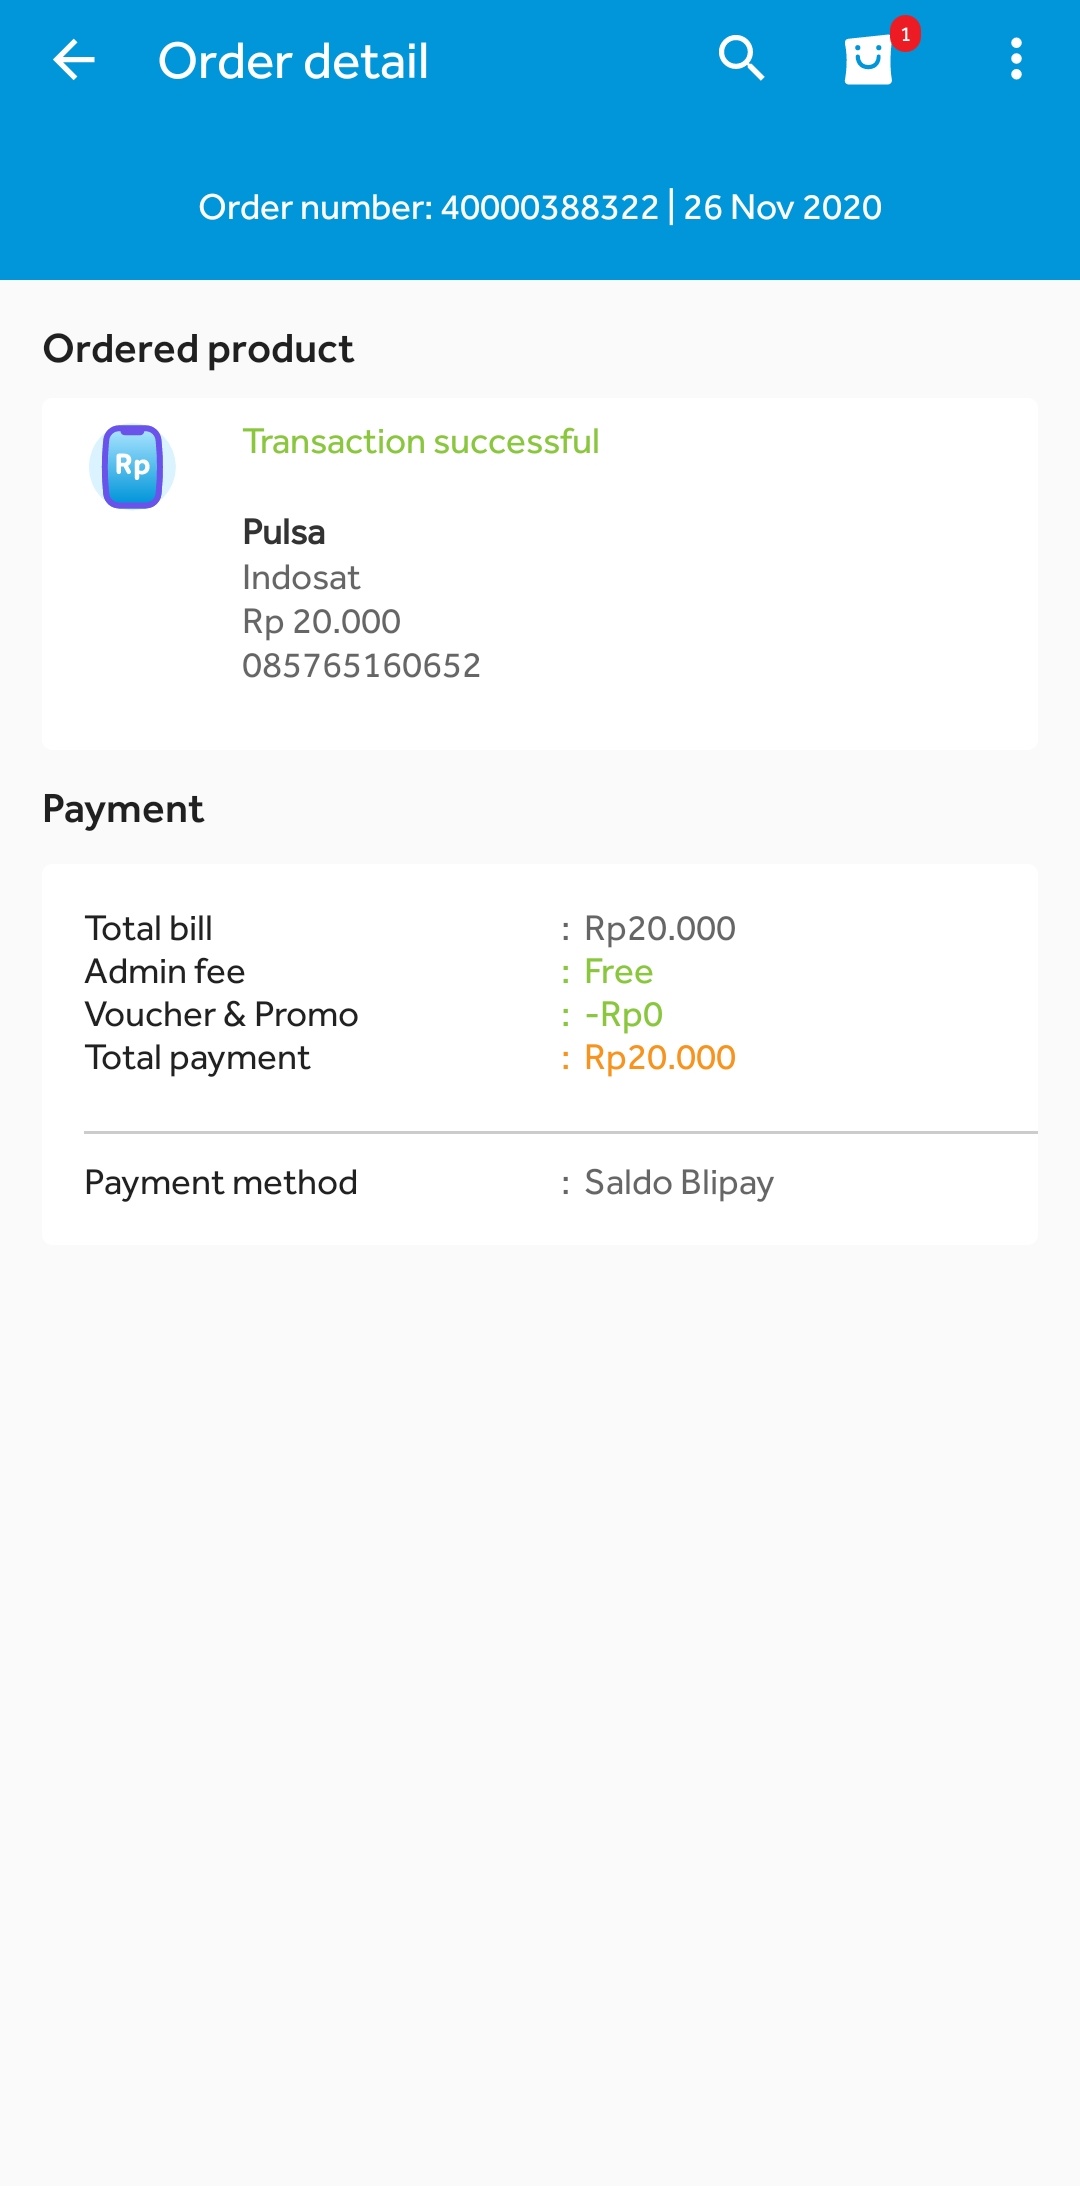 Order detail
1
Order number: 40000388322 | 26 Nov 2020
Ordered product
Rp
Transaction successful
Pulsa
Indosat
Rp 20.000
085765160652
Payment
Total bill : Rp20.000
Admin fee : Free
Voucher & Promo : -Rp0
Total payment : Rp20.000
Payment method : Saldo Blipay